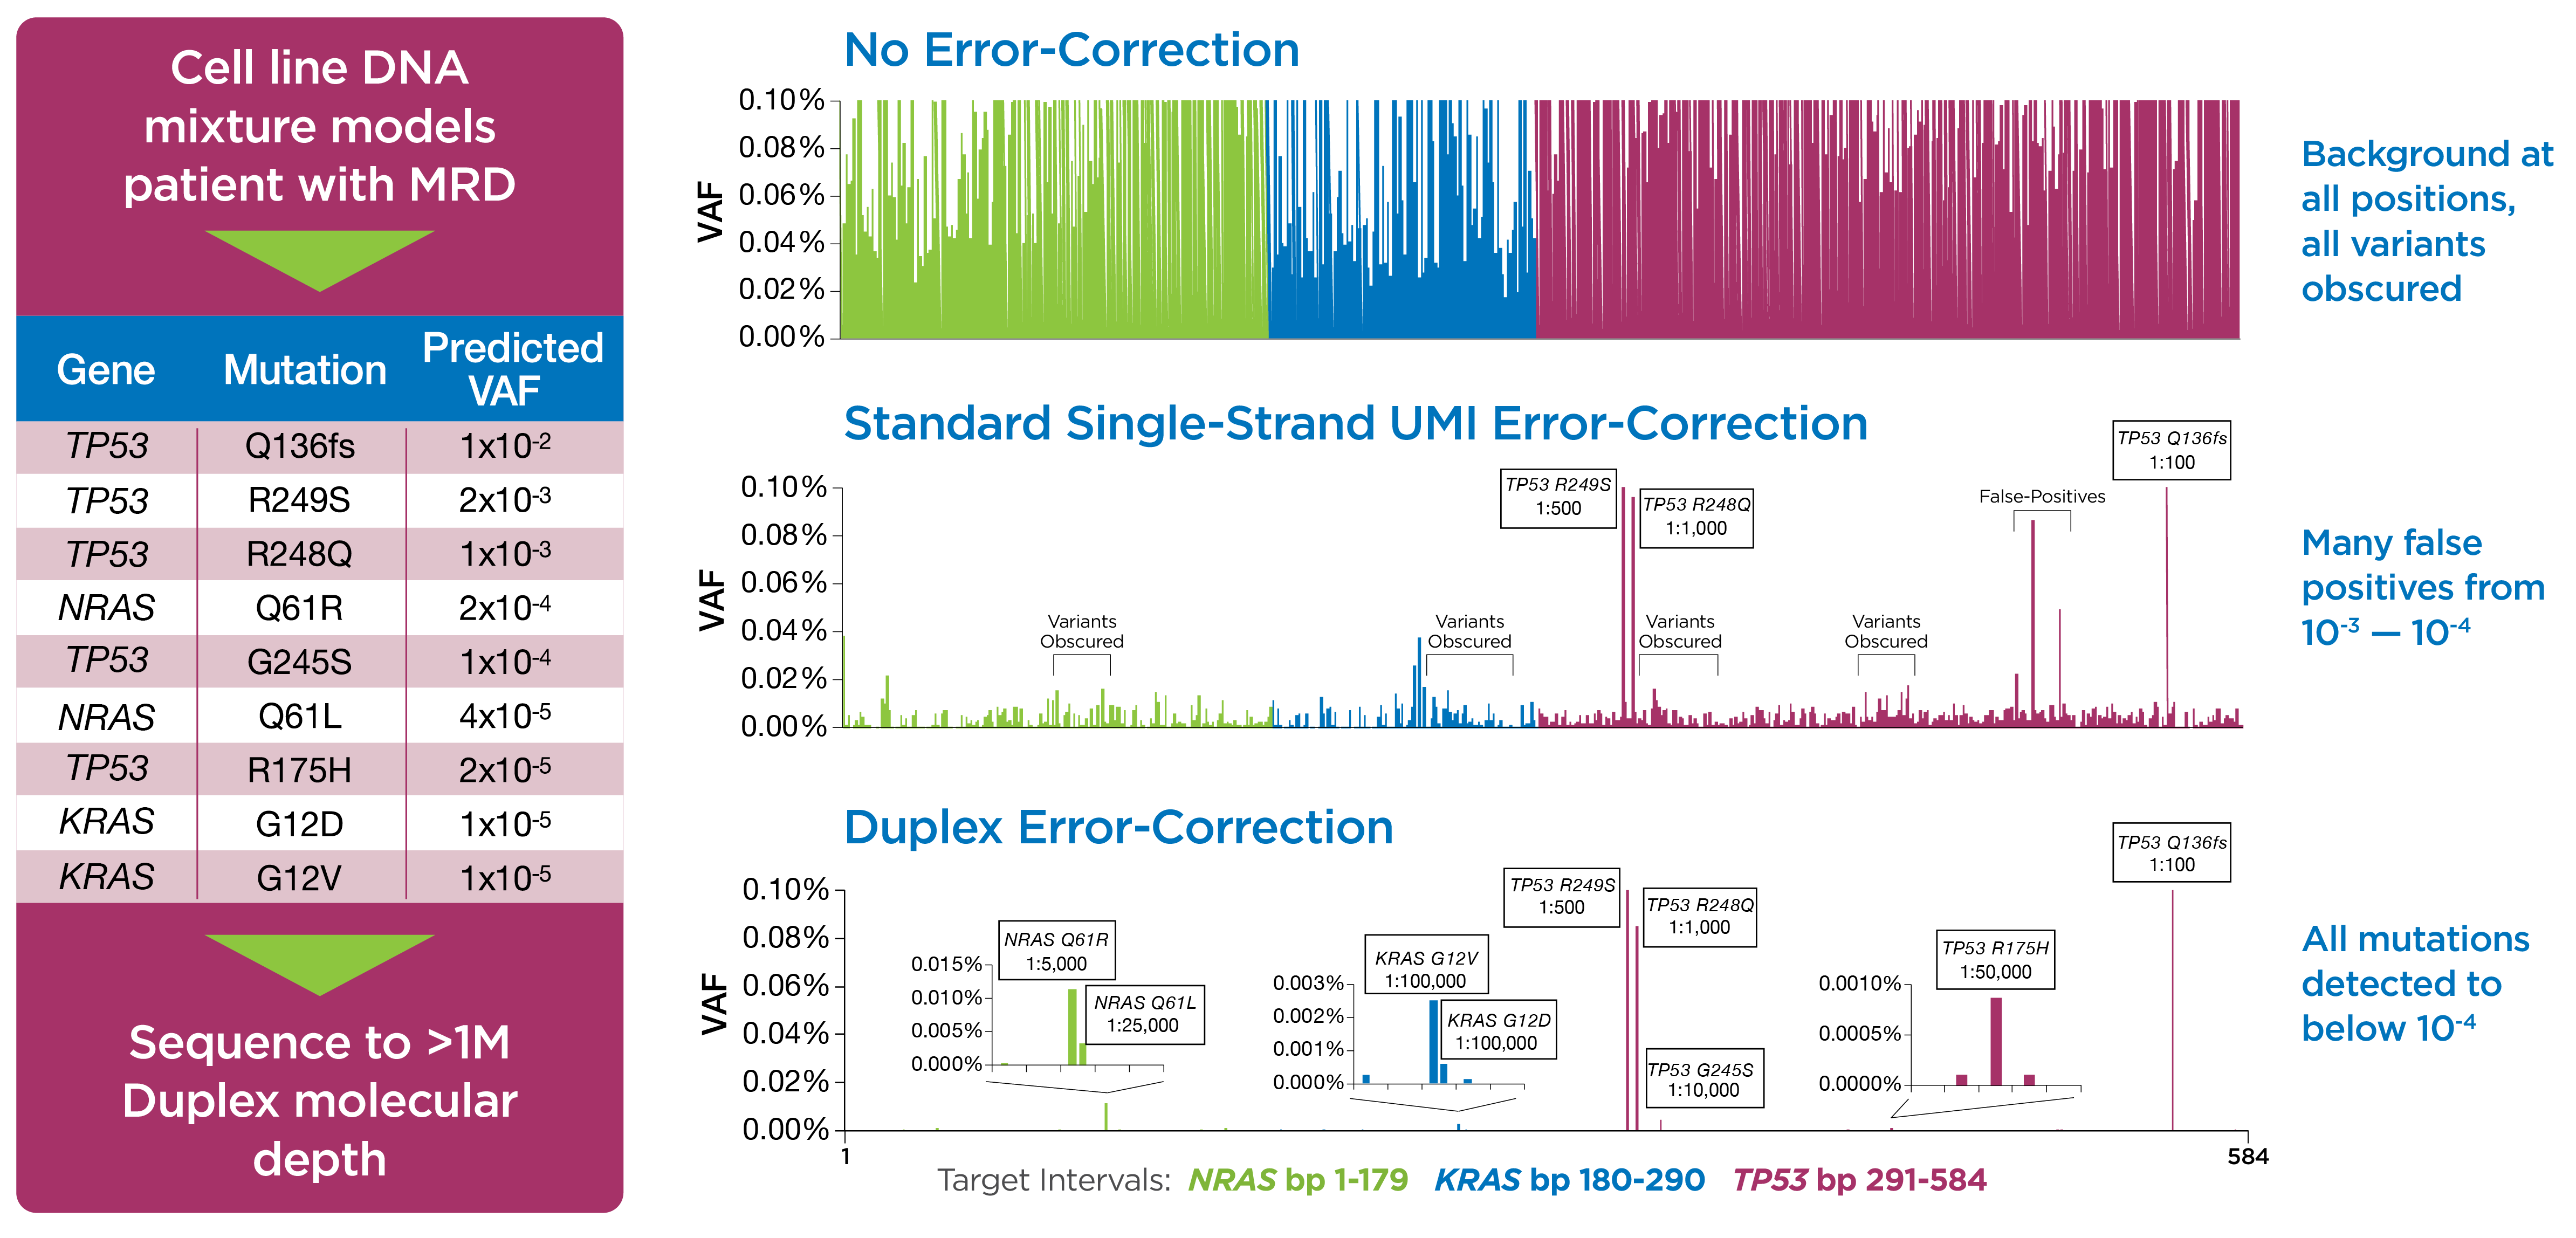 Cell line DNA
mixture models
patient with MRD
Gene Mutation Predicted VAF
TP53 Q136fs 1x10-2
TP53 R249S 2x10-3
TP53 R248Q 1x10-3
NRAS Q61R 2x10-4
TP53 G245S 1x10-4
NRAS Q61L 4x10-5
TP53 R175H 2x10-5
KRAS G12D 1x10-5
KRAS G12V 1x10-5
Sequence to >1M
Duplex molecular
depth
No Error-Correction
VAF
0.10%
0.08%
0.06%
0.04%
0.02%
0.00%
Background at
all positions,
all variants
obscured
Standard Single-Strand UMI Error-Correction
VAF
0.10%
0.08%
0.06%
0.04%
0.02%
0.00%
Variants
Obscured
Variants
Obscured
TP53 R249S
1:500
TP53 R248Q
1:1,000
Variants
Obscured
Variants
Obscured
False-Positives
TP53 Q136fs
1:100
Many false
positives from
10-3 — 10-4
Duplex Error-Correction
VAF
0.10%
0.08%
0.06%
0.04%
0.02%
0.00%
NRAS Q61R
1:5,000
NRAS Q61L
1:25,000
0.015%
0.010%
0.005%
0.000%
KRAS G12V
1:100,000
KRAS G12D
1:100,000
0.003%
0.002%
0.001%
0.000%
TP53 R249S
1:500
TP53 R248Q
1:1,000
TP53 G245S
1:10,000
TP53 R175H
1:50,000
0.0010%
0.0005%
0.0000%
TP53 Q136fs
1:100
All mutations
detected to
below 10-4
1
584
Target Intervals: NRAS bp 1-179 KRAS bp 180-290 TP53 bp 291-584